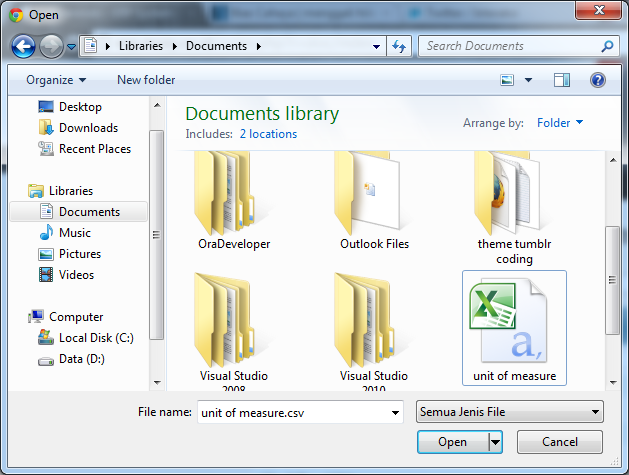 Open
Libraries Documents
Search Documents
Organize New folder
Documents library
Includes: 2 locations
Arrange by: Folder
Desktop
Downloads
Recent Places
Libraries
Documents
Music
Pictures
Videos
Computer
Local Disk (C:)
Data (D:)
OraDeveloper
Outlook Files
theme tumblr
coding
Visual Studio
2008
Visual Studio
2010
X
a,
unit of measure
File name: unit of measure.csv
Semua Jenis File
Open
Cancel